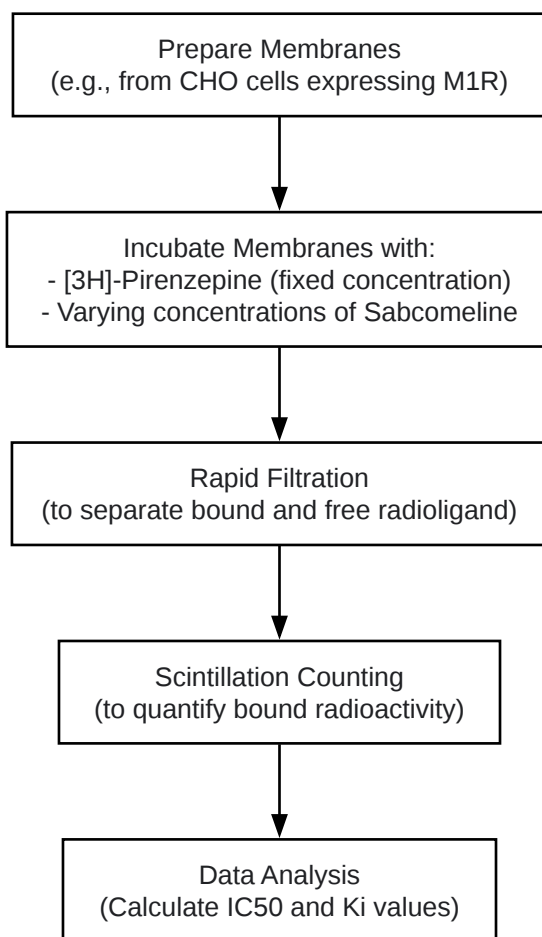 Prepare Membranes
(e.g., from CHO cells expressing M1R)
Incubate Membranes with:
- [3H]-Pirenzepine (fixed concentration)
- Varying concentrations of Sabcomeline
Rapid Filtration
(to separate bound and free radioligand)
Scintillation Counting
(to quantify bound radioactivity)
Data Analysis
(Calculate IC50 and Ki values)